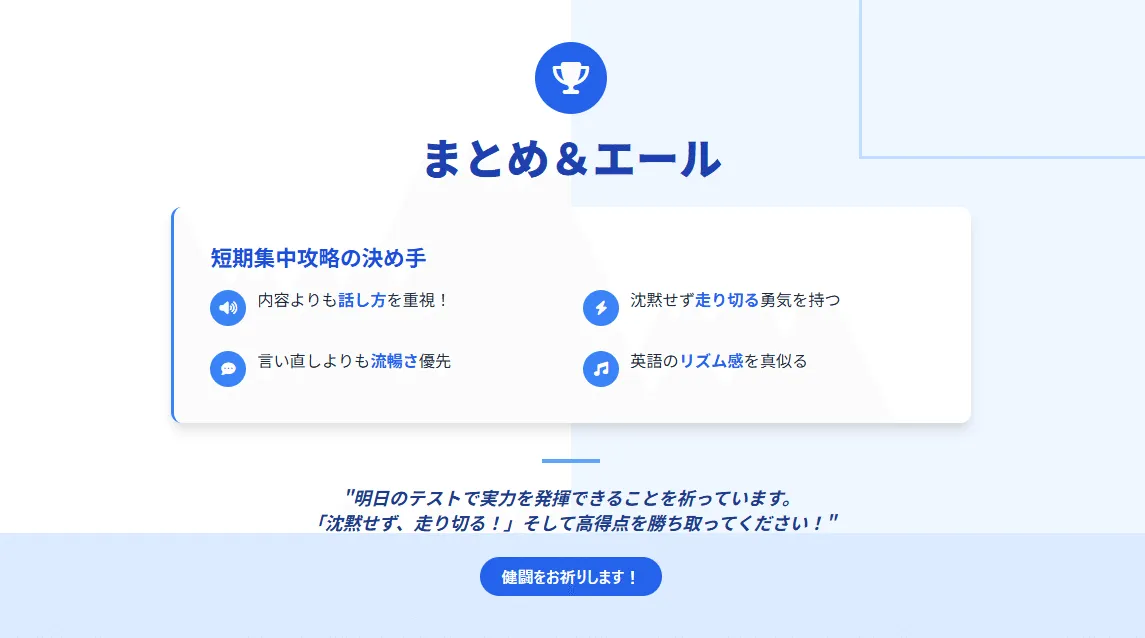 まとめ＆エール
短期集中攻略の決め手
内容よりも話し方を重視！
沈黙せず走り切る勇気を持つ
言い直しよりも流暢さ優先
英語のリズム感を真似る
"明日のテストで実力を発揮できることを祈っています。
「沈黙せず、走り切る！」そして高得点を勝ち取ってください！"
健闘をお祈りします！